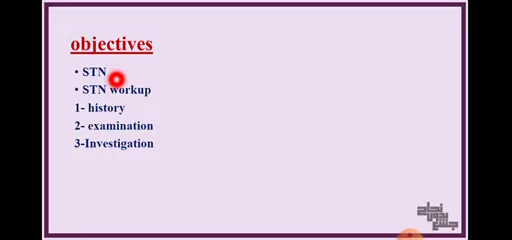 objectives
• STN
• STN workup
1- history
2- examination
3-Investigation